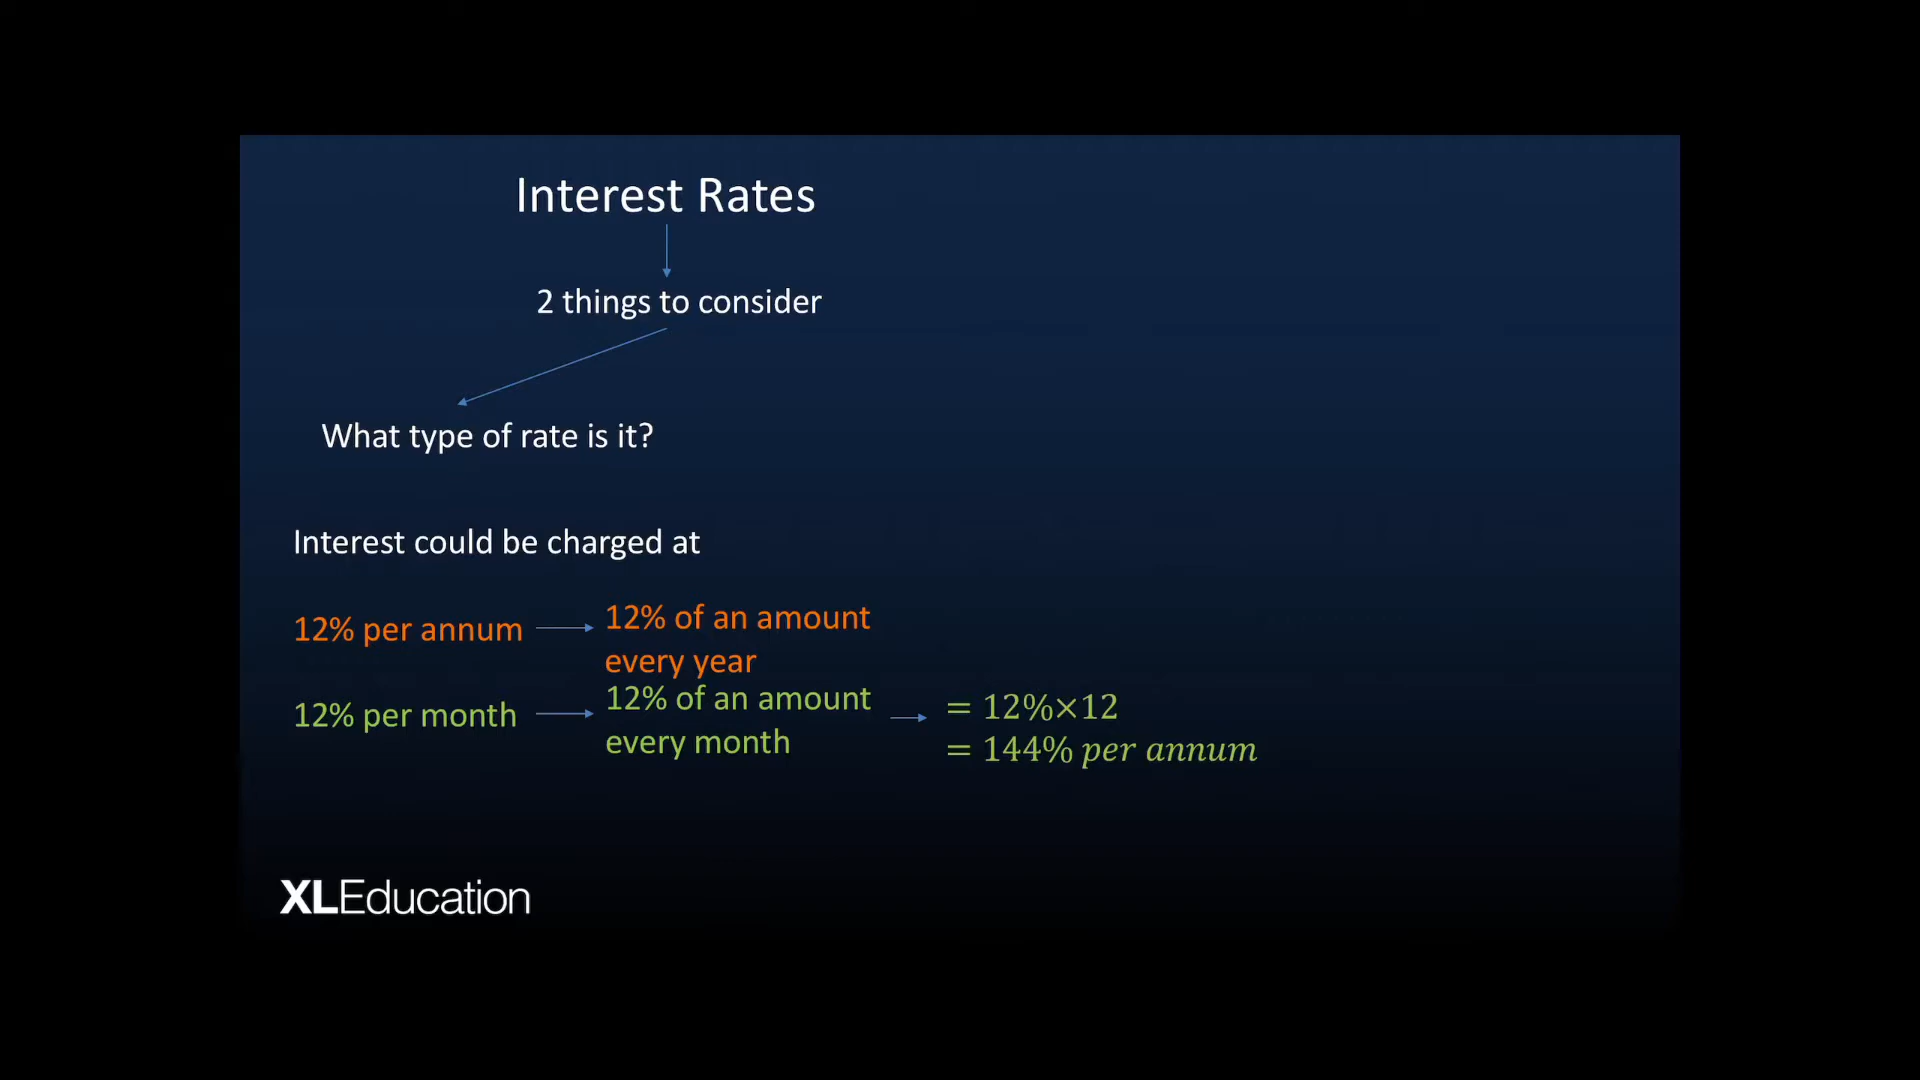 Interest Rates
2 things to consider
What type of rate is it?
Interest could be charged at
12% per annum
12% of an amount
every year
12% per month
12% of an amount
every month
= 12%×12
= 144% per annum
XLEducation